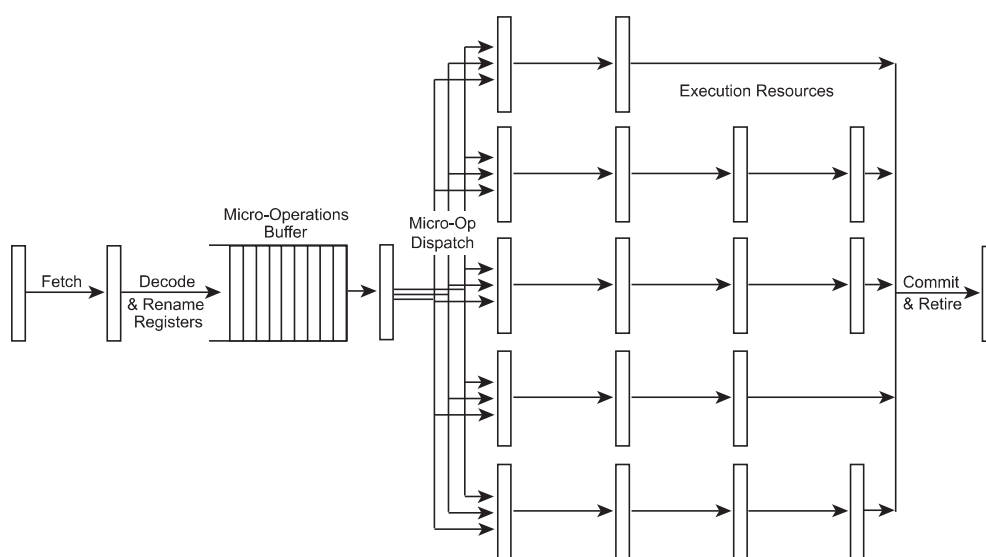 Execution Resources
Micro-Operations
Buffer
Micro-Op
Dispatch
Fetch
Decode
& Rename
Registers
Commit
& Retire